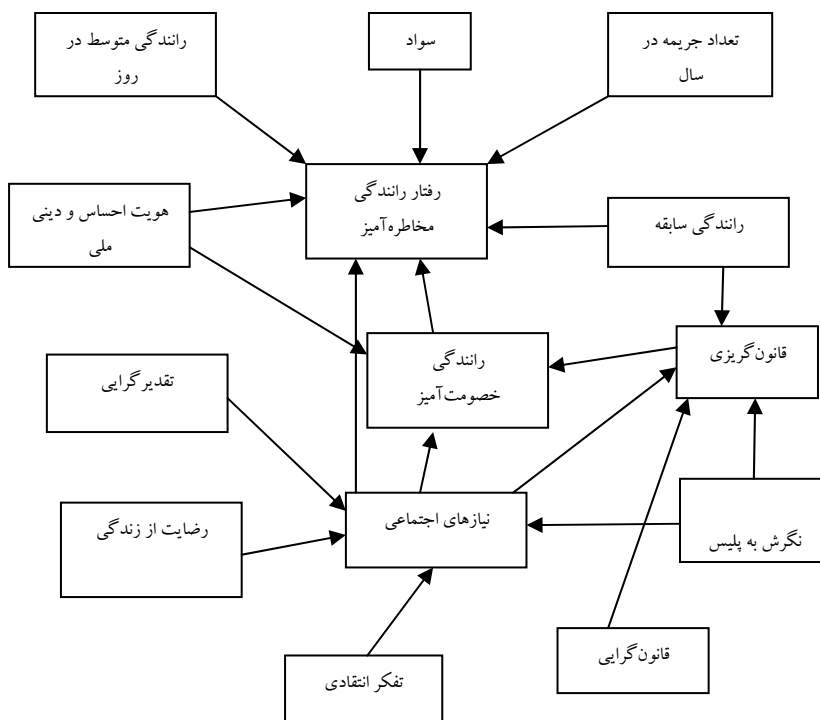 رانندگی متوسط در
روز
سواد
تعداد جریمه در
سال
رفتار رانندگی
مخاطره‌آمیز
هویت احساس و دینی
ملی
رانندگی سابقه
رانندگی
خصومت‌آمیز
قانون‌گریزی
تقدیرگرایی
نیازهای اجتماعی
رضایت از زندگی
نگرش به پلیس
قانون‌گرایی
تفکر انتقادی